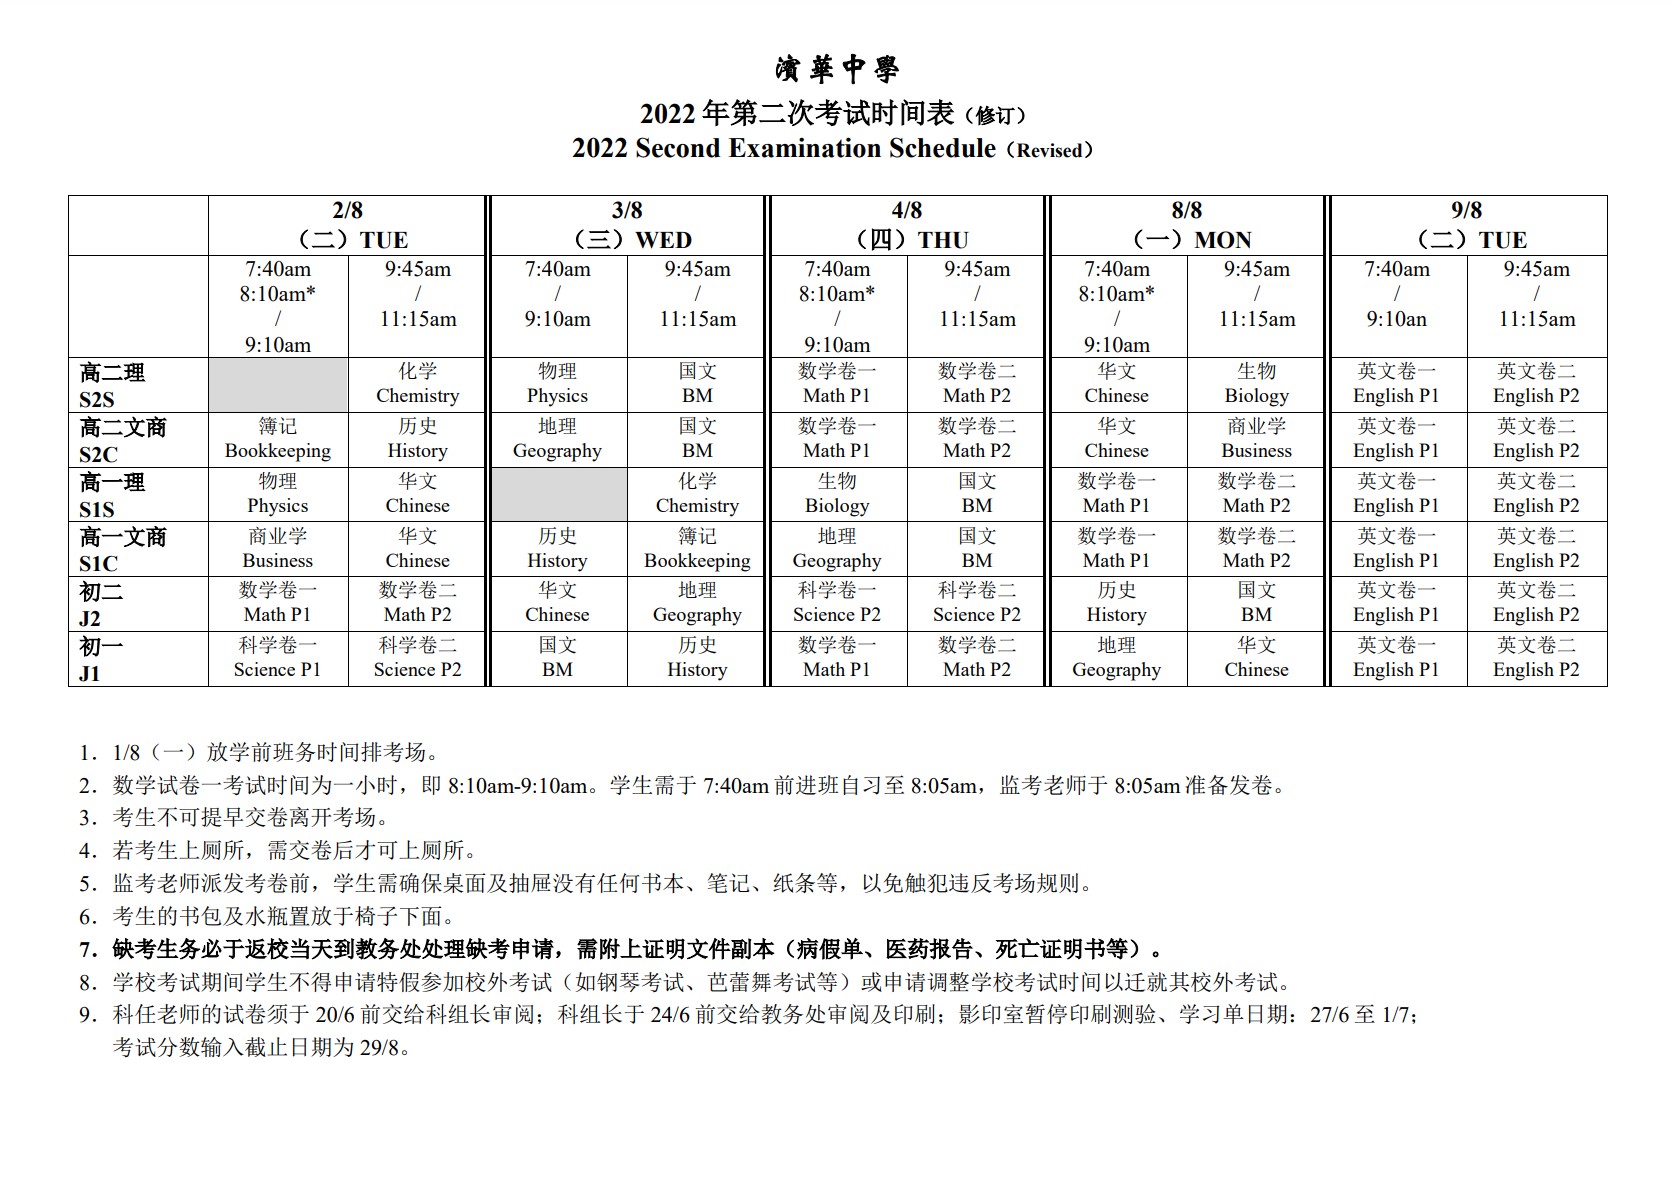 濱華中學
2022 年第二次考试时间表（修订）
2022 Second Examination Schedule（Revised）
2/8 3/8 4/8 8/8 9/8
（二）TUE （三）WED （四）THU （一）MON （二）TUE
7:40am 9:45am 7:40am 9:45am 7:40am 9:45am 7:40am 9:45am 7:40am 9:45am
8:10am* / / / 8:10am* / 8:10am* / / /
/ 11:15am 9:10am 11:15am / 11:15am / 11:15am 9:10an 11:15am
9:10am 9:10am 9:10am
高二理 化学 物理 国文 数学卷一 数学卷二 华文 生物 英文卷一 英文卷二
S2S Chemistry Physics BM Math P1 Math P2 Chinese Biology English P1 English P2
高二文商 簿记 历史 地理 国文 数学卷一 数学卷二 华文 商业学 英文卷一 英文卷二
S2C Bookkeeping History Geography BM Math P1 Math P2 Chinese Business English P1 English P2
高一理 物理 华文 化学 生物 国文 数学卷一 数学卷二 英文卷一 英文卷二
S1S Physics Chinese Chemistry Biology BM Math P1 Math P2 English P1 English P2
高一文商 商业学 华文 历史 簿记 地理 国文 数学卷一 数学卷二 英文卷一 英文卷二
S1C Business Chinese History Bookkeeping Geography BM Math P1 Math P2 English P1 English P2
初二 数学卷一 数学卷二 华文 地理 科学卷一 科学卷二 历史 国文 英文卷一 英文卷二
J2 Math P1 Math P2 Chinese Geography Science P2 Science P2 History BM English P1 English P2
初一 科学卷一 科学卷二 国文 历史 数学卷一 数学卷二 地理 华文 英文卷一 英文卷二
J1 Science P1 Science P2 BM History Math P1 Math P2 Geography Chinese English P1 English P2
1．1/8（一）放学前班务时间排考场。
2．数学试卷一考试时间为一小时，即 8:10am-9:10am。学生需于 7:40am 前进班自习至 8:05am，监考老师于 8:05am 准备发卷。
3．考生不可提早交卷离开考场。
4．若考生上厕所，需交卷后才可上厕所。
5．监考老师派发考卷前，学生需确保桌面及抽屉没有任何书本、笔记、纸条等，以免触犯违反考场规则。
6．考生的书包及水瓶置放于椅子下面。
7．缺考生务必于返校当天到教务处处理缺考申请，需附上证明文件副本（病假单、医药报告、死亡证明书等）。
8．学校考试期间学生不得申请特假参加校外考试（如钢琴考试、芭蕾舞考试等）或申请调整学校考试时间以迁就其校外考试。
9．科任老师的试卷须于 20/6 前交给科组长审阅；科组长于 24/6 前交给教务处审阅及印刷；影印室暂停印刷测验、学习单日期：27/6 至 1/7；
考试分数输入截止日期为 29/8。